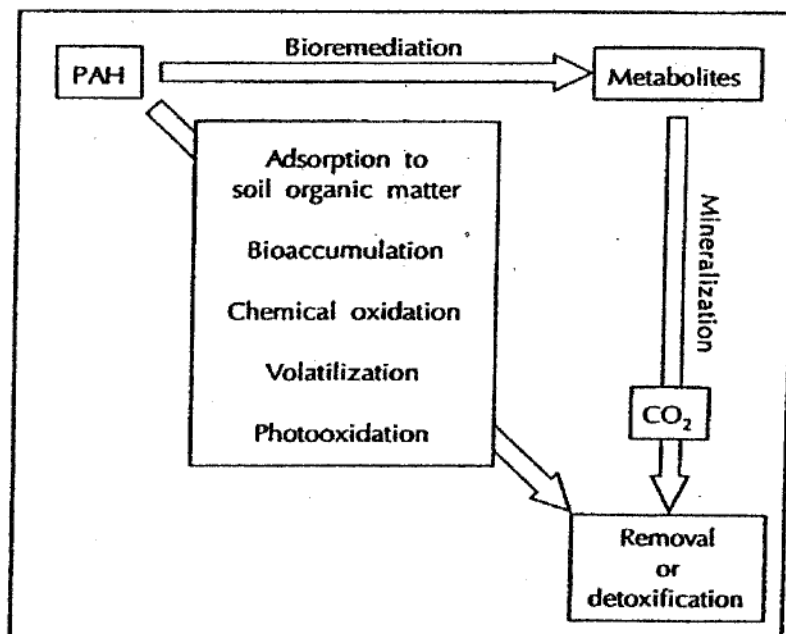 Bioremediation
PAH
Metabolites
Adsorption to
soil organic matter
Bioaccumulation
Chemical oxidation
Volatilization
Photooxidation
Mineralization
CO₂
Removal
or
detoxification